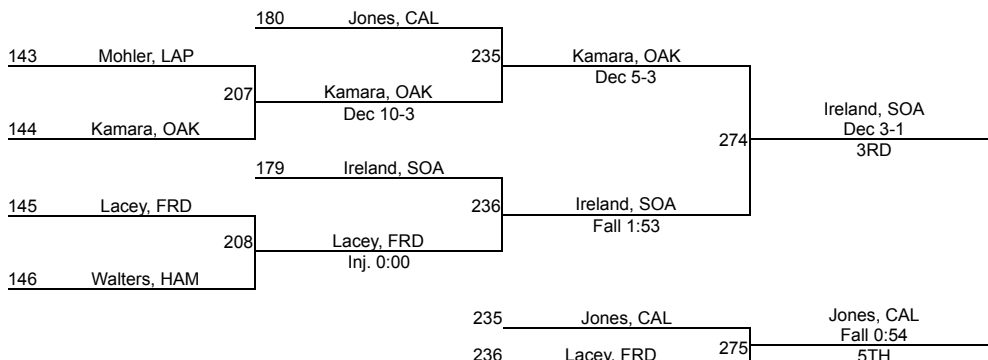 180 Jones, CAL
143 Mohler, LAP
235 Kamara, OAK
Dec 5-3
207 Kamara, OAK
Dec 10-3
144 Kamara, OAK
Ireland, SOA
Dec 3-1
274 3RD
179 Ireland, SOA
145 Lacey, FRD
236 Ireland, SOA
Fall 1:53
208 Lacey, FRD
Inj. 0:00
146 Walters, HAM
235 Jones, CAL
Jones, CAL
Fall 0:54
275 5TH
236 Lacey, FRD